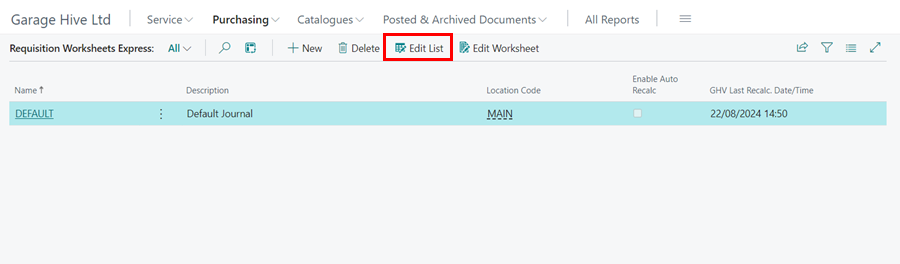 Garage Hive Ltd Service Purchasing Catalogues Posted & Archived Documents All Reports
Requisition Worksheets Express: All New Delete Edit List Edit Worksheet
Name ↑ Description Location Code Enable Auto Recalc GHV Last Recalc. Date/Time
DEFAULT Default Journal MAIN 22/08/2024 14:50